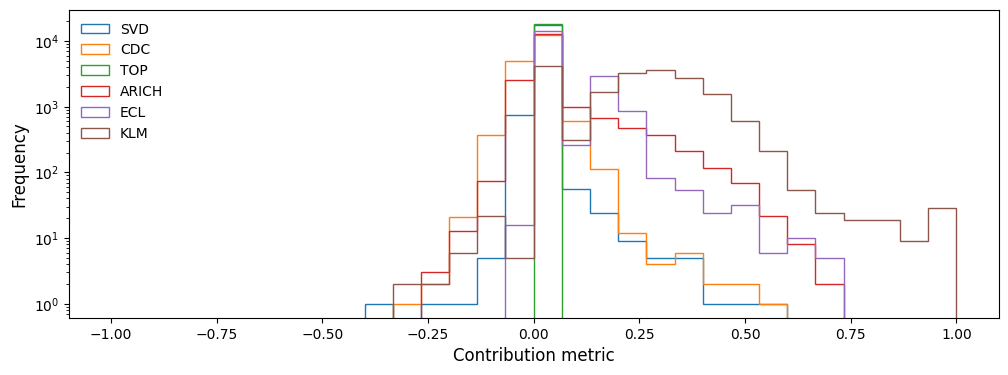 SVD
CDC
TOP
ARICH
ECL
KLM
Frequency
10⁴
10³
10²
10¹
10⁰
−1.00 −0.75 −0.50 −0.25 0.00 0.25 0.50 0.75 1.00
Contribution metric